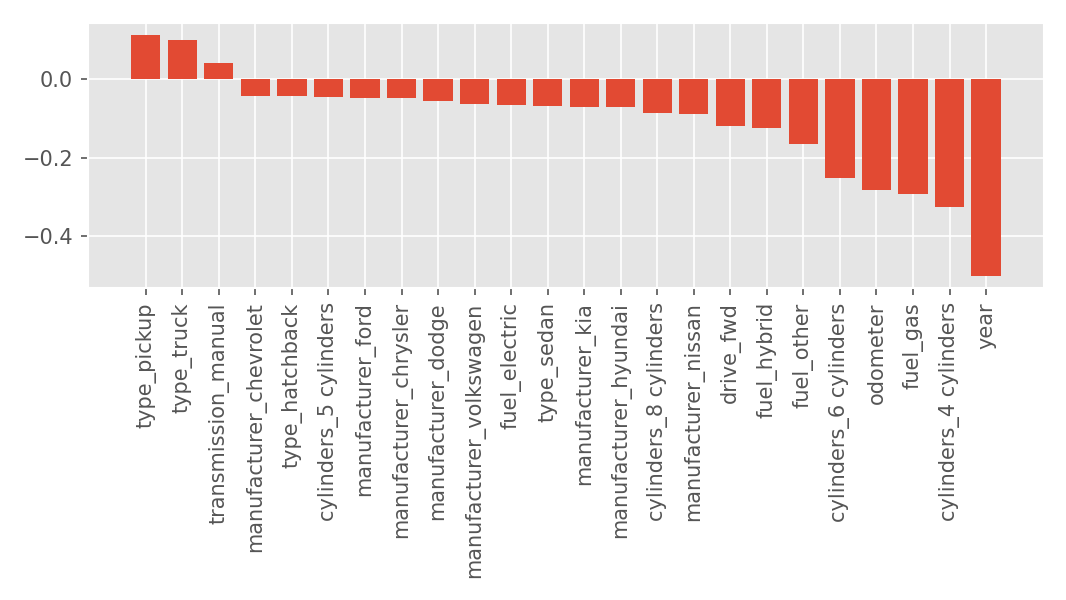 0.0
−0.2
−0.4
type_pickup
type_truck
transmission_manual
manufacturer_chevrolet
type_hatchback
cylinders_5 cylinders
manufacturer_ford
manufacturer_chrysler
manufacturer_dodge
manufacturer_volkswagen
fuel_electric
type_sedan
manufacturer_kia
manufacturer_hyundai
cylinders_8 cylinders
manufacturer_nissan
drive_fwd
fuel_hybrid
fuel_other
cylinders_6 cylinders
odometer
fuel_gas
cylinders_4 cylinders
year